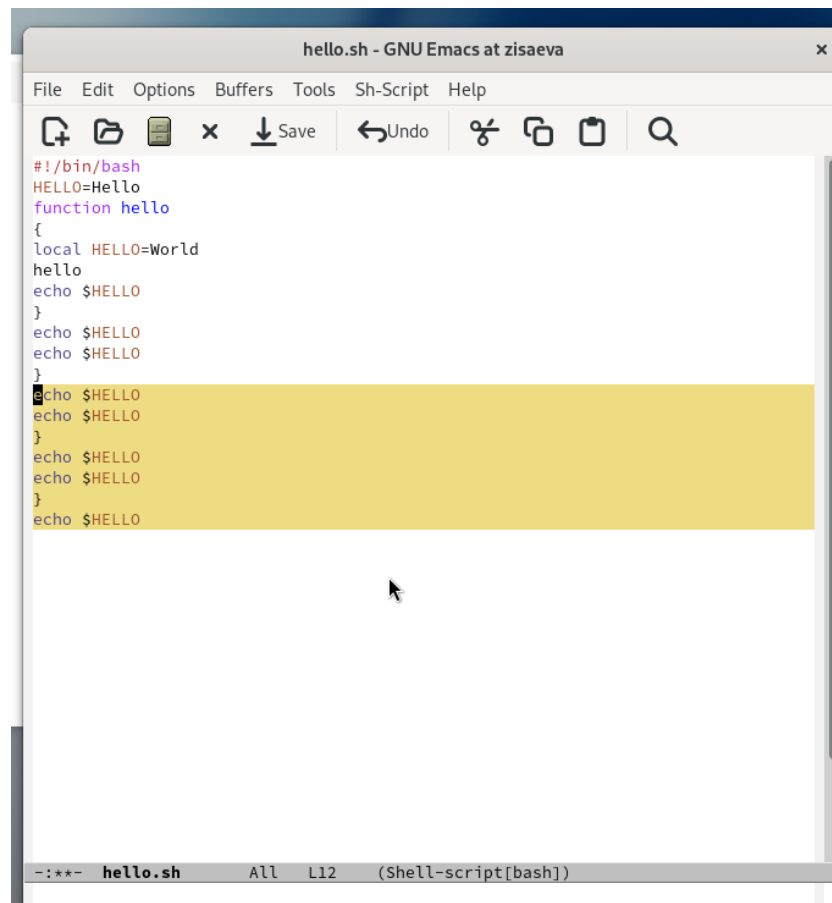 hello.sh - GNU Emacs at zisaeva
File Edit Options Buffers Tools Sh-Script Help
Save Undo
#!/bin/bash
HELLO=Hello
function hello
{
local HELLO=World
hello
echo $HELLO
}
echo $HELLO
echo $HELLO
}
echo $HELLO
echo $HELLO
}
echo $HELLO
echo $HELLO
}
echo $HELLO
-:**- hello.sh All L12 (Shell-script[bash])